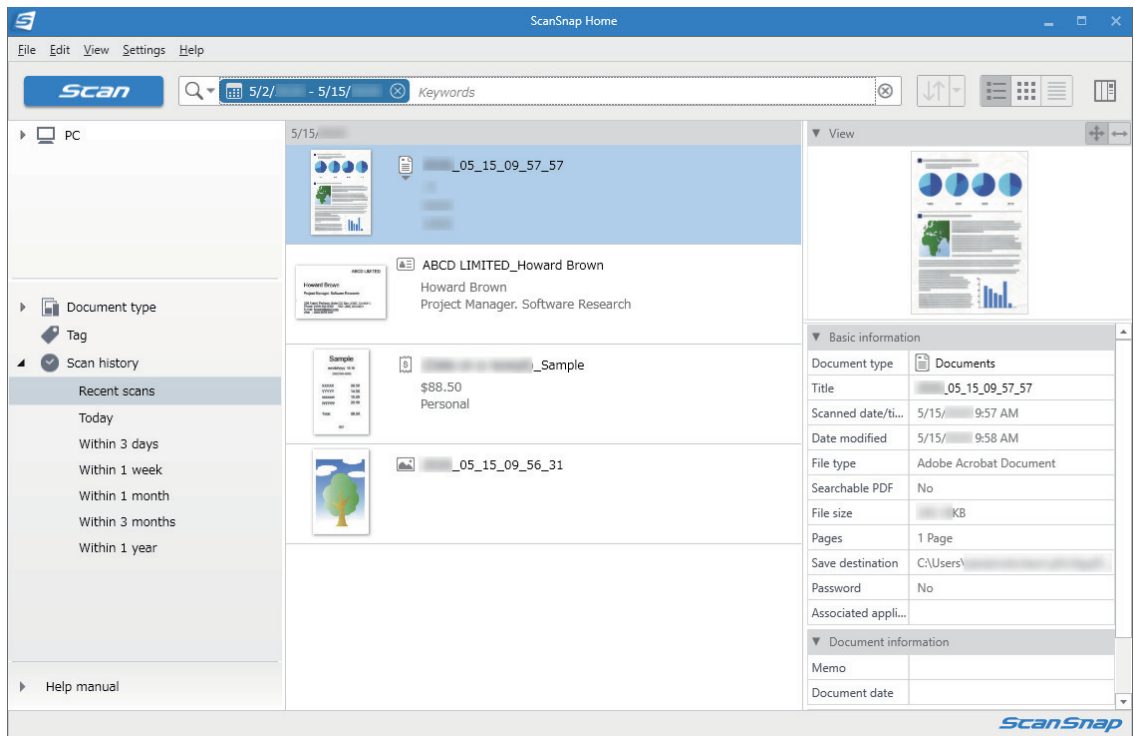 ScanSnap Home
File Edit View Settings Help
Scan
5/2/ - 5/15/
Keywords
PC
Document type
Tag
Scan history
Recent scans
Today
Within 3 days
Within 1 week
Within 1 month
Within 3 months
Within 1 year
Help manual
5/15/
_05_15_09_57_57
ABCD LIMITED
Howard Brown
ABCD LIMITED_Howard Brown
Howard Brown
Project Manager. Software Research
Sample
_Sample
$88.50
Personal
_05_15_09_56_31
View
Basic information
Document type Documents
Title _05_15_09_57_57
Scanned date/ti... 5/15/ 9:57 AM
Date modified 5/15/ 9:58 AM
File type Adobe Acrobat Document
Searchable PDF No
File size KB
Pages 1 Page
Save destination C:\Users\
Password No
Associated appli...
Document information
Memo
Document date
ScanSnap